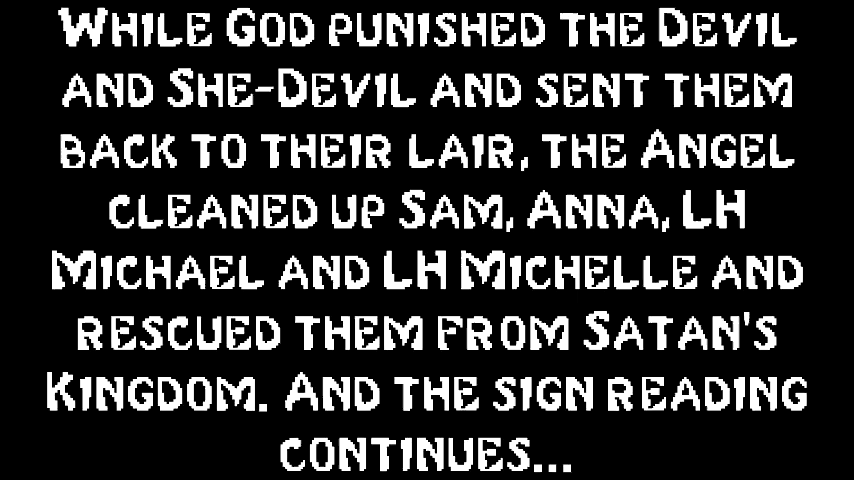 While God punished the Devil
and She-Devil and sent them
back to their lair, the Angel
cleaned up Sam, Anna, LH
Michael and LH Michelle and
rescued them from Satan's
Kingdom. And the sign reading
continues...